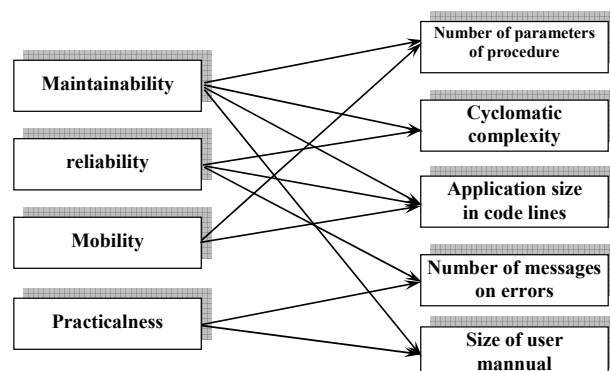 Maintainability
reliability
Mobility
Practicalness
Number of parameters
of procedure
Cyclomatic
complexity
Application size
in code lines
Number of messages
on errors
Size of user
mannual